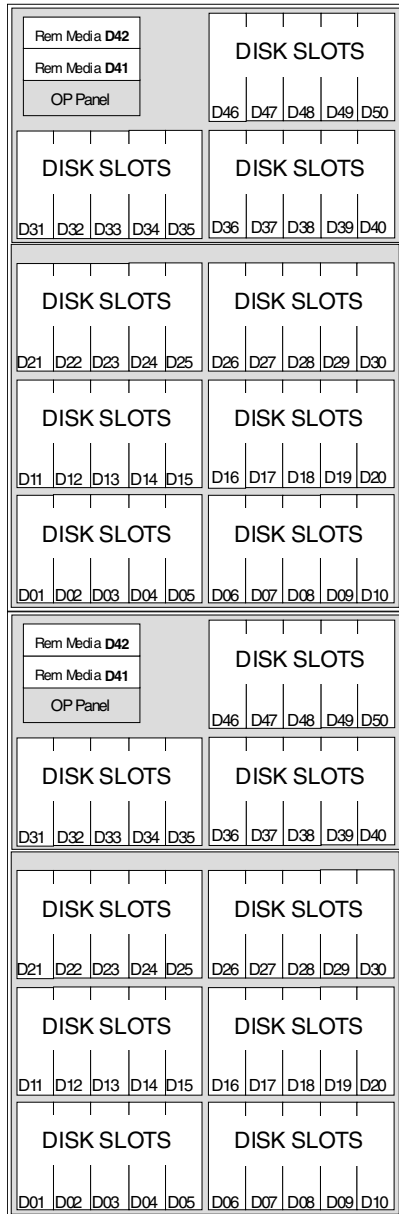 Rem Media D42
Rem Media D41
OP Panel
DISK SLOTS
D46 D47 D48 D49 D50
DISK SLOTS DISK SLOTS
D31 D32 D33 D34 D35 D36 D37 D38 D39 D40
DISK SLOTS DISK SLOTS
D21 D22 D23 D24 D25 D26 D27 D28 D29 D30
DISK SLOTS DISK SLOTS
D11 D12 D13 D14 D15 D16 D17 D18 D19 D20
DISK SLOTS DISK SLOTS
D01 D02 D03 D04 D05 D06 D07 D08 D09 D10
Rem Media D42
Rem Media D41
OP Panel
DISK SLOTS
D46 D47 D48 D49 D50
DISK SLOTS DISK SLOTS
D31 D32 D33 D34 D35 D36 D37 D38 D39 D40
DISK SLOTS DISK SLOTS
D21 D22 D23 D24 D25 D26 D27 D28 D29 D30
DISK SLOTS DISK SLOTS
D11 D12 D13 D14 D15 D16 D17 D18 D19 D20
DISK SLOTS DISK SLOTS
D01 D02 D03 D04 D05 D06 D07 D08 D09 D10